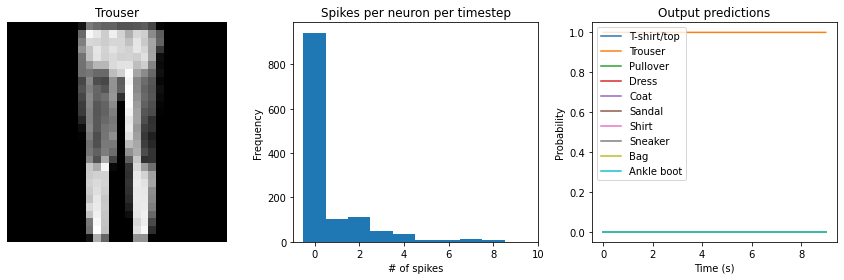 Trouser
Spikes per neuron per timestep
Output predictions
Frequency
800
600
400
200
0
0 2 4 6 8 10
# of spikes
Probability
1.0
0.8
0.6
0.4
0.2
0.0
T-shirt/top
Trouser
Pullover
Dress
Coat
Sandal
Shirt
Sneaker
Bag
Ankle boot
0 2 4 6 8
Time (s)